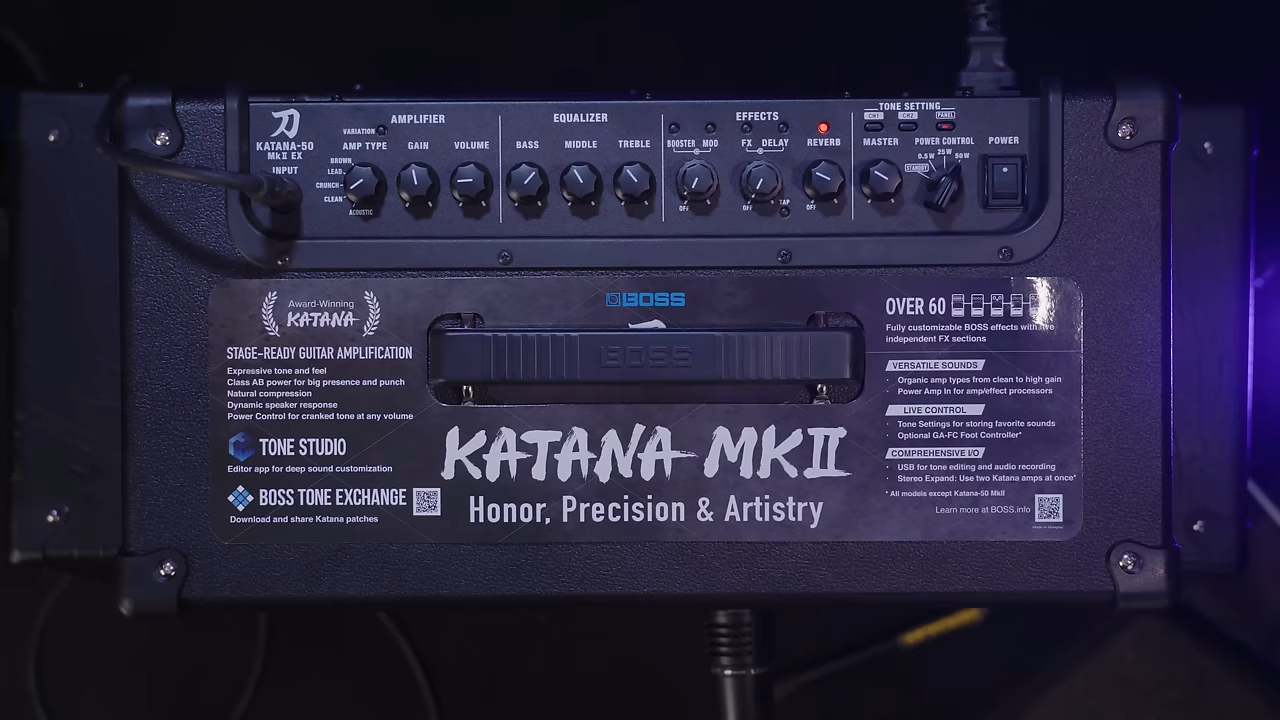 刀
KATANA-50
MkII EX
INPUT
AMPLIFIER
VARIATION
AMP TYPE
GAIN
VOLUME
BROWN
LEAD
CRUNCH
CLEAN
ACOUSTIC
EQUALIZER
BASS
MIDDLE
TREBLE
EFFECTS
BOOSTER
MOD
FX
DELAY
REVERB
OFF
OFF
TAP
OFF
TONE SETTING
CH1
CH2
PANEL
MASTER
POWER CONTROL
0.5W
25W
50W
STANDBY
POWER
Award-Winning
KATANA
STAGE-READY GUITAR AMPLIFICATION
Expressive tone and feel
Class AB power for big presence and punch
Natural compression
Dynamic speaker response
Power Control for cranked tone at any volume
TONE STUDIO
Editor app for deep sound customization
BOSS TONE EXCHANGE
Download and share Katana patches
BOSS
BOSS
KATANA MKII
Honor, Precision & Artistry
OVER 60
Fully customizable BOSS effects with five
independent FX sections
VERSATILE SOUNDS
· Organic amp types from clean to high gain
· Power Amp In for amp/effect processors
LIVE CONTROL
· Tone Settings for storing favorite sounds
· Optional GA-FC Foot Controller*
COMPREHENSIVE I/O
· USB for tone editing and audio recording
· Stereo Expand: Use two Katana amps at once*
* All models except Katana-50 MkII
Learn more at BOSS.info